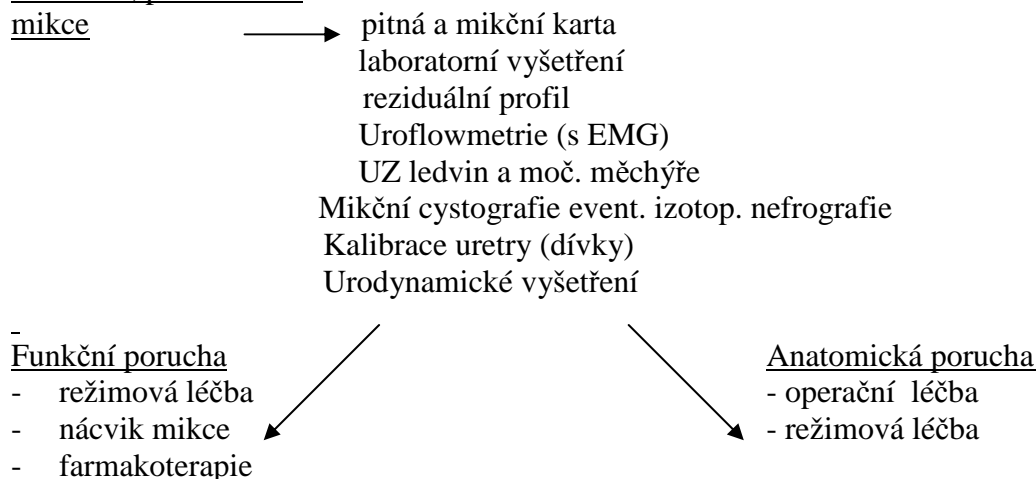 mikce
pitná a mikční karta
laboratorní vyšetření
reziduální profil
Uroflowmetrie (s EMG)
UZ ledvin a moč. měchýře
Mikční cystografie event. izotop. nefrografie
Kalibrace uretry (dívky)
Urodynamické vyšetření
Funkční porucha
- režimová léčba
- nácvik mikce
- farmakoterapie
Anatomická porucha
- operační léčba
- režimová léčba